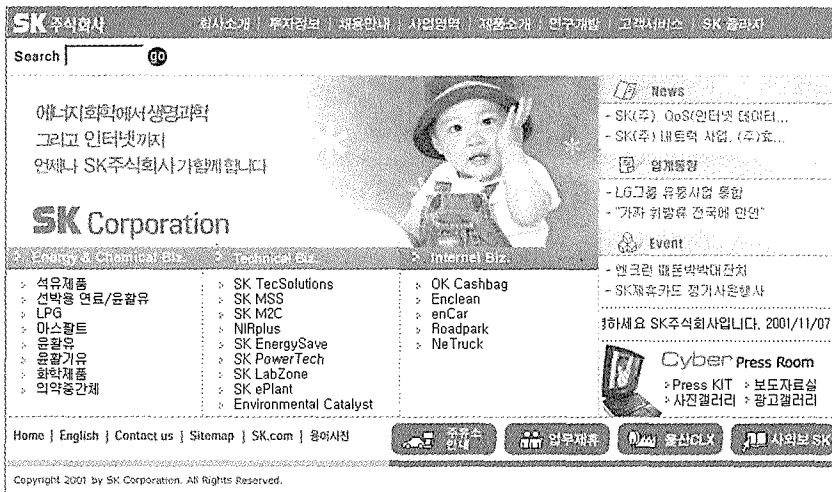 SK 주식회사
회사소개 | 투자정보 | 채용안내 | 사업영역 | 제품소개 | 연구개발 | 고객서비스 | SK 플라자
Search go
에너지화학에서 생명과학
그리고 인터넷까지
언제나 SK주식회사가 함께 합니다
SK Corporation
News
- SK(주), QoS(인터넷 데이터...
- SK(주) 내트럭 사업, (주)효...
업계동향
- LG그룹 유통사업 통합
- "가짜 휘발류 전국에 만연"
Event
- 엔크린 때문박박대잔치
- SK제휴카드 정기사은행사
하세요 SK주식회사입니다. 2001/11/07
> Energy & Chemical Biz.
> 석유제품
> 선박용 연료/윤활유
> LPG
> 아스팔트
> 윤활유
> 윤활기유
> 화학제품
> 의약중간체
> Technical Biz.
> SK TecSolutions
> SK MSS
> SK M2C
> NIRplus
> SK EnergySave
> SK PowerTech
> SK LabZone
> SK ePlant
> Environmental Catalyst
> Internet Biz.
> OK Cashbag
> Enclean
> enCar
> Roadpark
> NeTruck
Cyber Press Room
> Press KIT > 보도자료실
> 사진갤러리 > 광고갤러리
Home | English | Contact us | Sitemap | SK.com | 용어사전
주유소 안내
업무제휴
울산CLX
사외보 SK
Copyright 2001 by SK Corporation. All Rights Reserved.